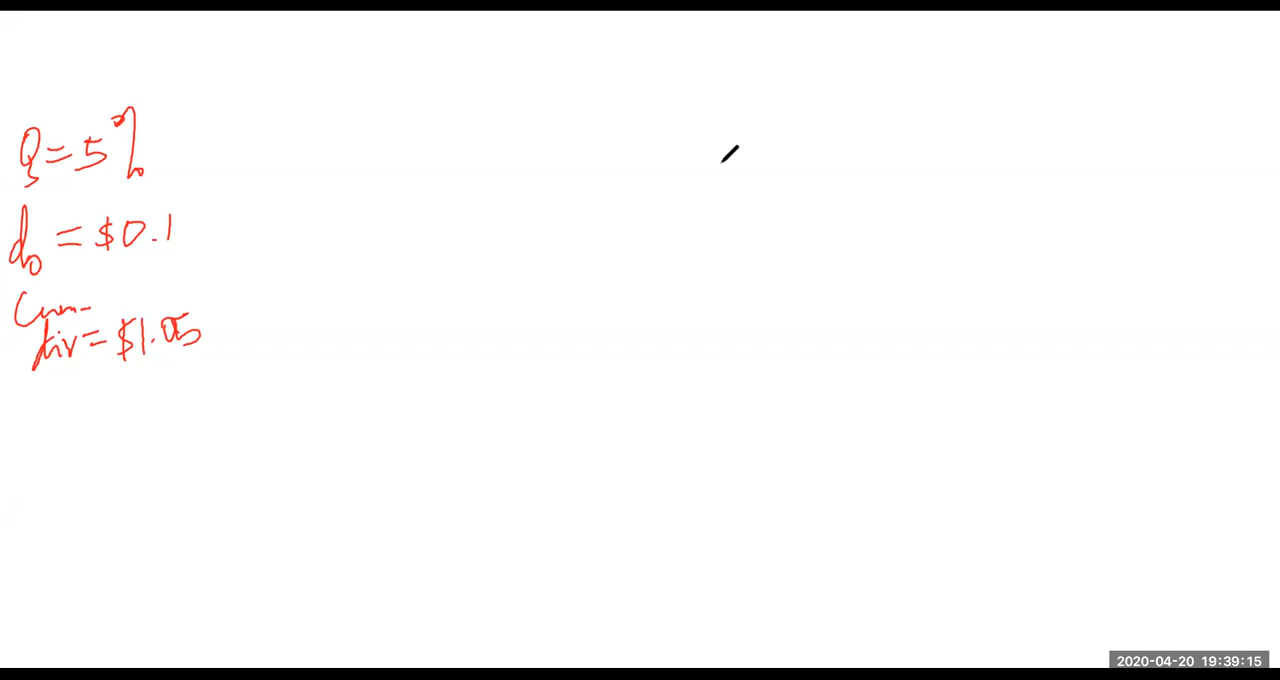 g = 5%
d0 = $0.1
Cum-
div = $1.05
2020-04-20 19:39:15